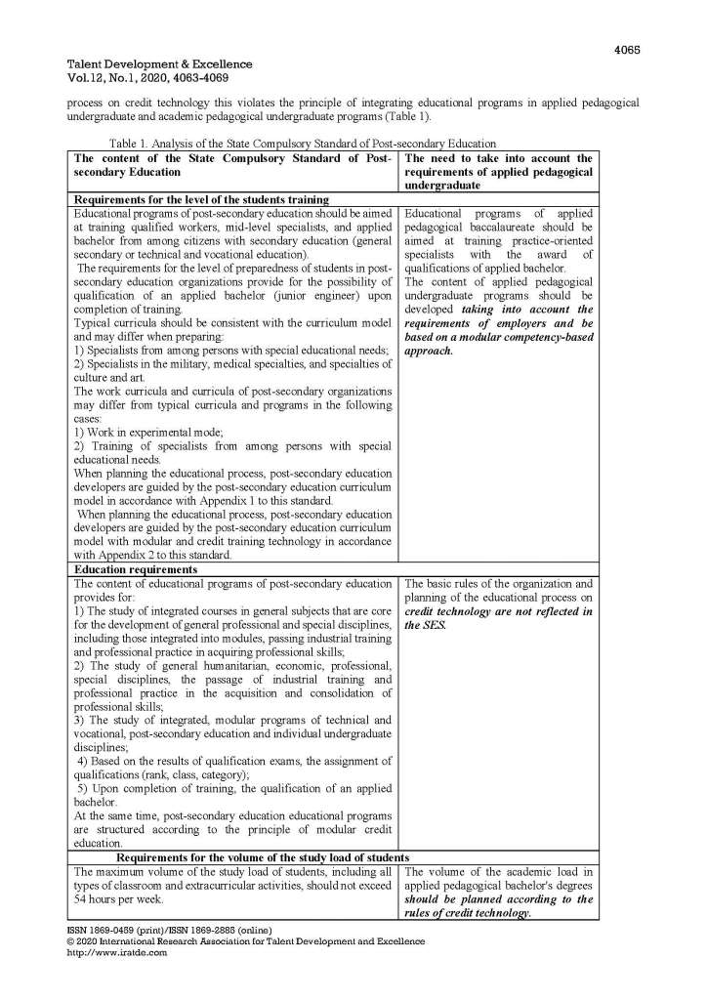 4065
Talent Development & Excellence
Vol.12, No.1, 2020, 4063-4069
process on credit technology this violates the principle of integrating educational programs in applied pedagogical
undergraduate and academic pedagogical undergraduate programs (Table 1).
Table 1. Analysis of the State Compulsory Standard of Post-secondary Education
The content of the State Compulsory Standard of Post-
secondary Education
The need to take into account the
requirements of applied pedagogical
undergraduate
Requirements for the level of the students training
Educational programs of post-secondary education should be aimed
at training qualified workers, mid-level specialists, and applied
bachelor from among citizens with secondary education (general
secondary or technical and vocational education).
The requirements for the level of preparedness of students in post-
secondary education organizations provide for the possibility of
qualification of an applied bachelor (junior engineer) upon
completion of training.
Typical curricula should be consistent with the curriculum model
and may differ when preparing:
1) Specialists from among persons with special educational needs;
2) Specialists in the military, medical specialties, and specialties of
culture and art.
The work curricula and curricula of post-secondary organizations
may differ from typical curricula and programs in the following
cases:
1) Work in experimental mode;
2) Training of specialists from among persons with special
educational needs.
When planning the educational process, post-secondary education
developers are guided by the post-secondary education curriculum
model in accordance with Appendix 1 to this standard.
When planning the educational process, post-secondary education
developers are guided by the post-secondary education curriculum
model with modular and credit training technology in accordance
with Appendix 2 to this standard.
Educational programs of applied
pedagogical baccalaureate should be
aimed at training practice-oriented
specialists with the award of
qualifications of applied bachelor.
The content of applied pedagogical
undergraduate programs should be
developed taking into account the
requirements of employers and be
based on a modular competency-based
approach.
Education requirements
The content of educational programs of post-secondary education
provides for:
1) The study of integrated courses in general subjects that are core
for the development of general professional and special disciplines,
including those integrated into modules, passing industrial training
and professional practice in acquiring professional skills;
2) The study of general humanitarian, economic, professional,
special disciplines, the passage of industrial training and
professional practice in the acquisition and consolidation of
professional skills;
3) The study of integrated, modular programs of technical and
vocational, post-secondary education and individual undergraduate
disciplines;
4) Based on the results of qualification exams, the assignment of
qualifications (rank, class, category);
5) Upon completion of training, the qualification of an applied
bachelor.
At the same time, post-secondary education educational programs
are structured according to the principle of modular credit
education.
The basic rules of the organization and
planning of the educational process on
credit technology are not reflected in
the SES.
Requirements for the volume of the study load of students
The maximum volume of the study load of students, including all
types of classroom and extracurricular activities, should not exceed
54 hours per week.
The volume of the academic load in
applied pedagogical bachelor's degrees
should be planned according to the
rules of credit technology.
ISSN 1869-0459 (print)/ISSN 1869-2885 (online)
© 2020 International Research Association for Talent Development and Excellence
http://www.iratde.com